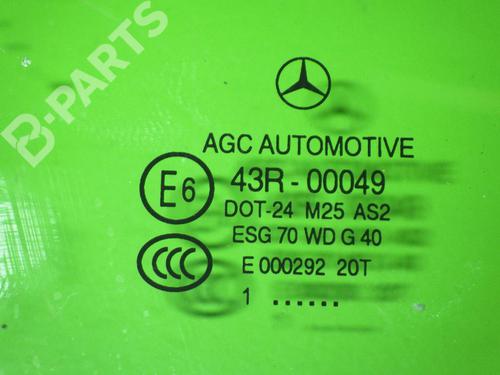 B-PARTS
AGC AUTOMOTIVE
E6 43R - 00049
DOT-24 M25 AS2
ESG 70 WD G 40
CCC E 000292 20T
1 ......